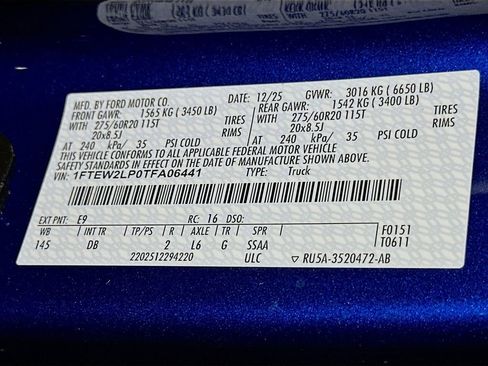 MFD. BY FORD MOTOR CO.
DATE: 12/25 GVWR: 3016 KG (6650 LB)
FRONT GAWR: 1565 KG (3450 LB) REAR GAWR: 1542 KG (3400 LB)
WITH 275/60R20 115T TIRES WITH 275/60R20 115T TIRES
20x8.5J RIMS 20x8.5J RIMS
AT 240 kPa/ 35 PSI COLD AT 240 kPa/ 35 PSI COLD
THIS VEHICLE CONFORMS TO ALL APPLICABLE FEDERAL MOTOR VEHICLE
SAFETY STANDARDS IN EFFECT ON THE DATE OF MANUFACTURE SHOWN ABOVE.
VIN: 1FTEW2LP0TFA06441 TYPE: Truck
EXT PNT: E9 RC: 16 DSO:
WB INT TR TP/PS R AXLE TR SPR F0151
145 DB 2 L6 G SSAA T0611
2202512294220 ULC RU5A-3520472-AB